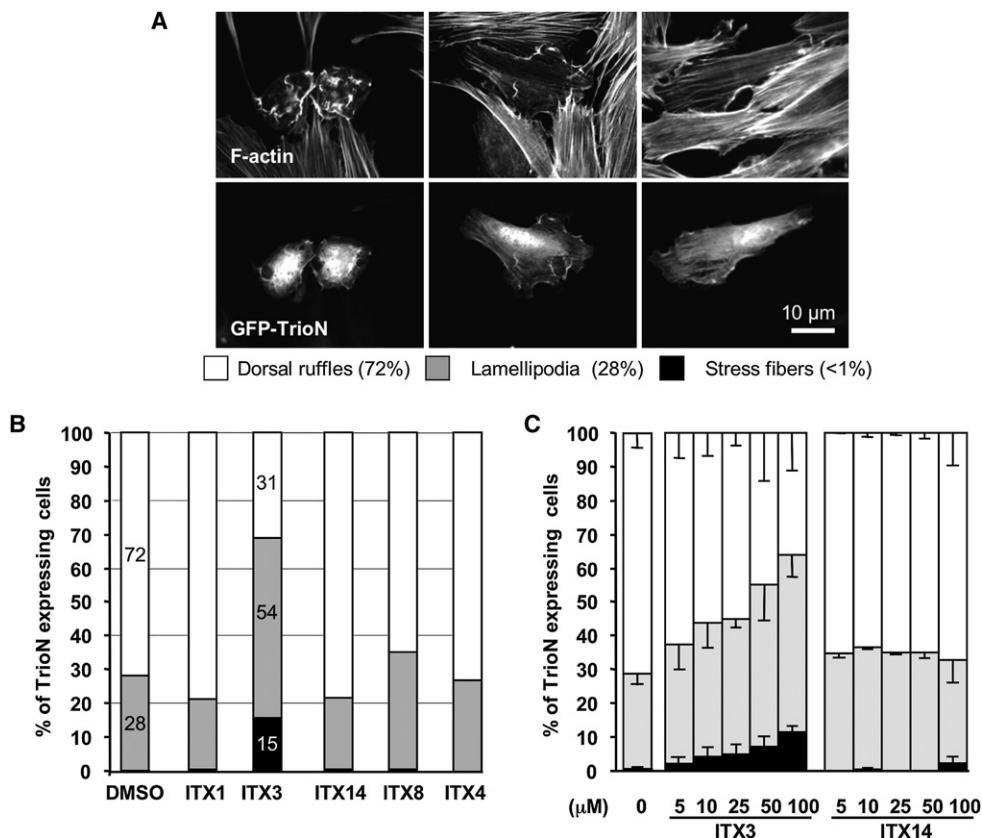 A
F-actin
GFP-TrioN
10 μm
Dorsal ruffles (72%) Lamellipodia (28%) Stress fibers (<1%)
B
% of TrioN expressing cells
100
90
80
70
60
50
40
30
20
10
0
72
28
31
54
15
DMSO ITX1 ITX3 ITX14 ITX8 ITX4
C
% of TrioN expressing cells
100
90
80
70
60
50
40
30
20
10
0
(μM) 0 5 10 25 50 100 5 10 25 50 100
ITX3 ITX14